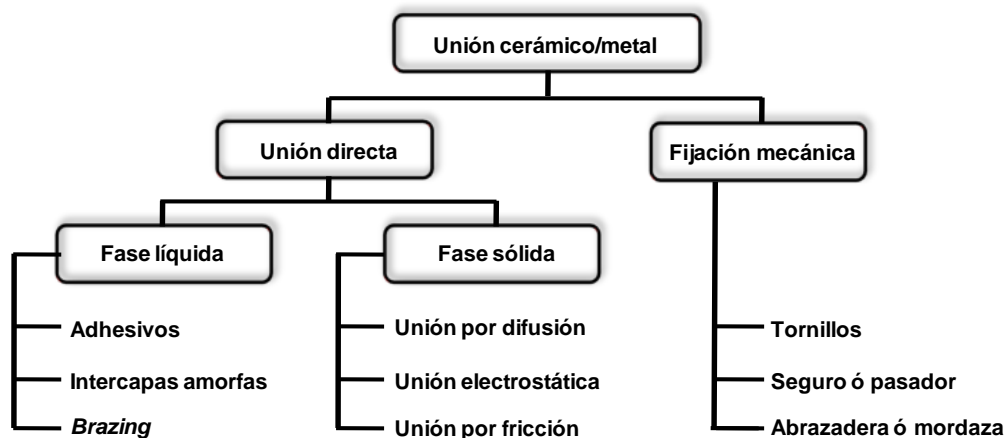 Unión cerámico/metal
Unión directa
Fijación mecánica
Fase líquida
Fase sólida
Adhesivos
Unión por difusión
Tornillos
Intercapas amorfas
Unión electrostática
Seguro ó pasador
Brazing
Unión por fricción
Abrazadera ó mordaza